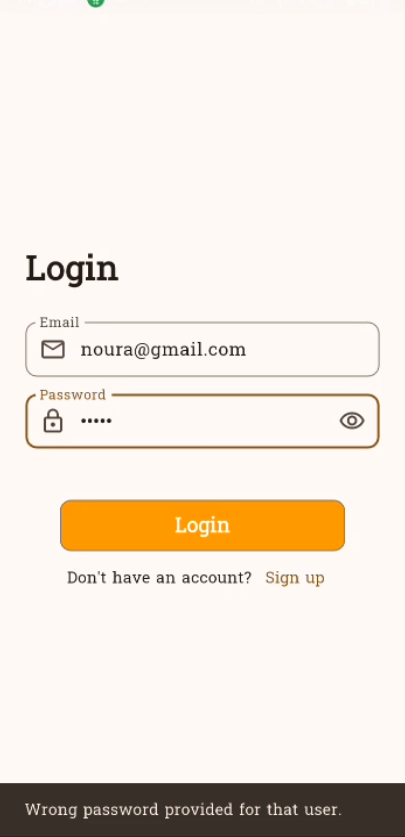 Login
Email
noura@gmail.com
Password
•••••
Login
Don't have an account? Sign up
Wrong password provided for that user.